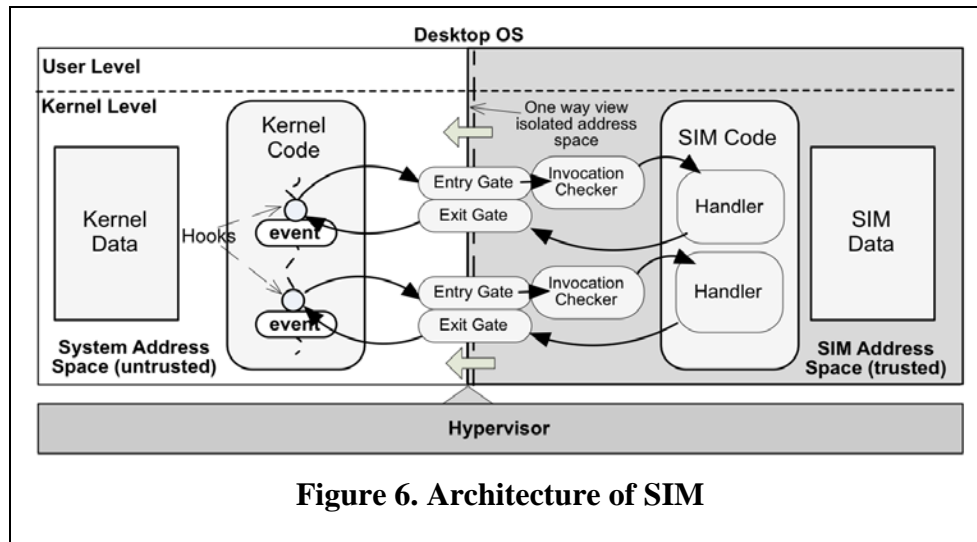 Desktop OS
User Level
Kernel Level
Kernel
Code
One way view
isolated address
space
SIM Code
Kernel
Data
Hooks
event
Entry Gate
Invocation
Checker
Exit Gate
Handler
SIM
Data
event
Entry Gate
Invocation
Checker
Exit Gate
Handler
System Address
Space (untrusted)
SIM Address
Space (trusted)
Hypervisor
Figure 6. Architecture of SIM